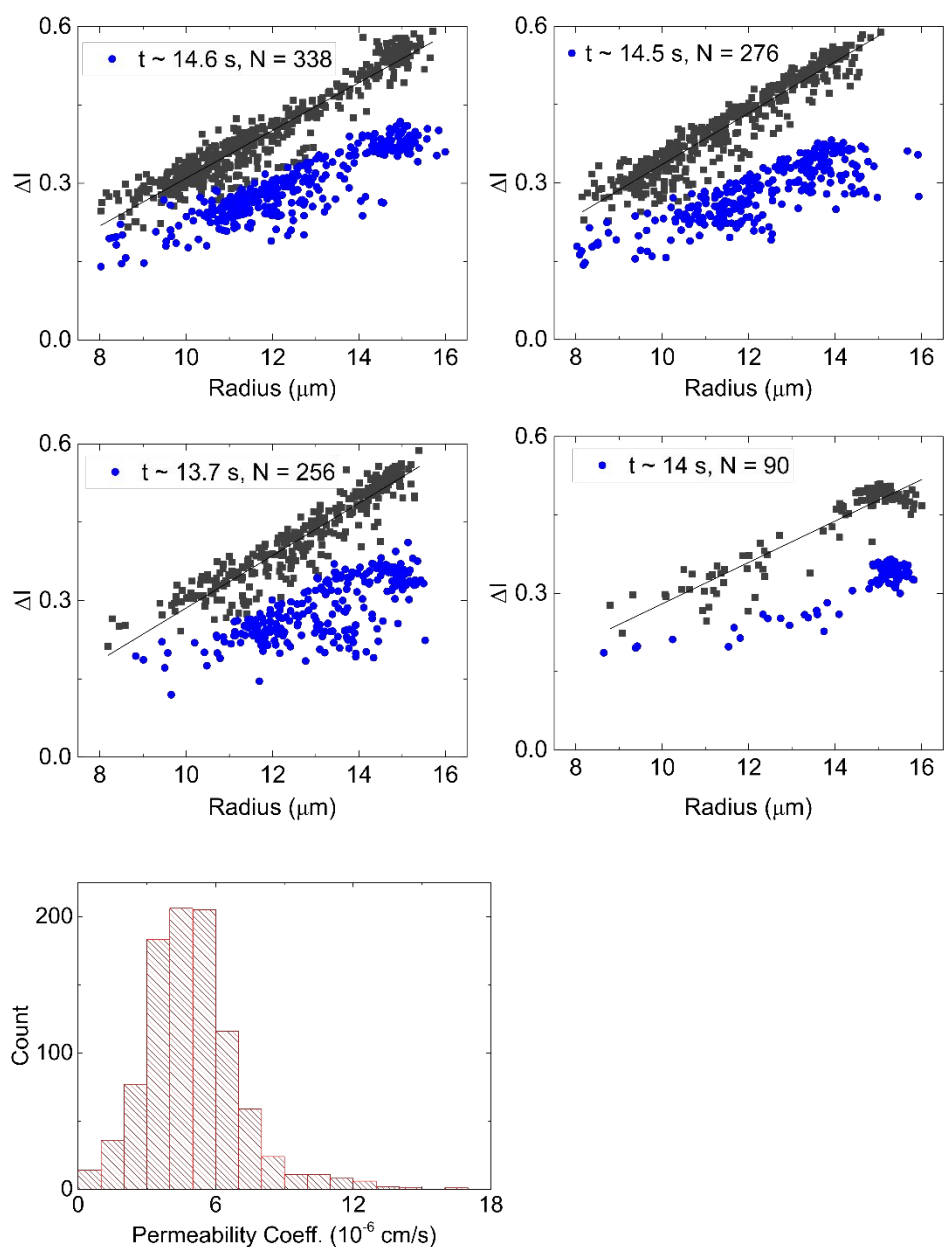 0.6
t ~ 14.6 s, N = 338
0.3
ΔI
0.0
8 10 12 14 16
Radius (μm)
0.6
t ~ 14.5 s, N = 276
0.3
ΔI
0.0
8 10 12 14 16
Radius (μm)
0.6
t ~ 13.7 s, N = 256
0.3
ΔI
0.0
8 10 12 14 16
Radius (μm)
0.6
t ~ 14 s, N = 90
0.3
ΔI
0.0
8 10 12 14 16
Radius (μm)
200
100
Count
0
0 6 12 18
Permeability Coeff. (10⁻⁶ cm/s)